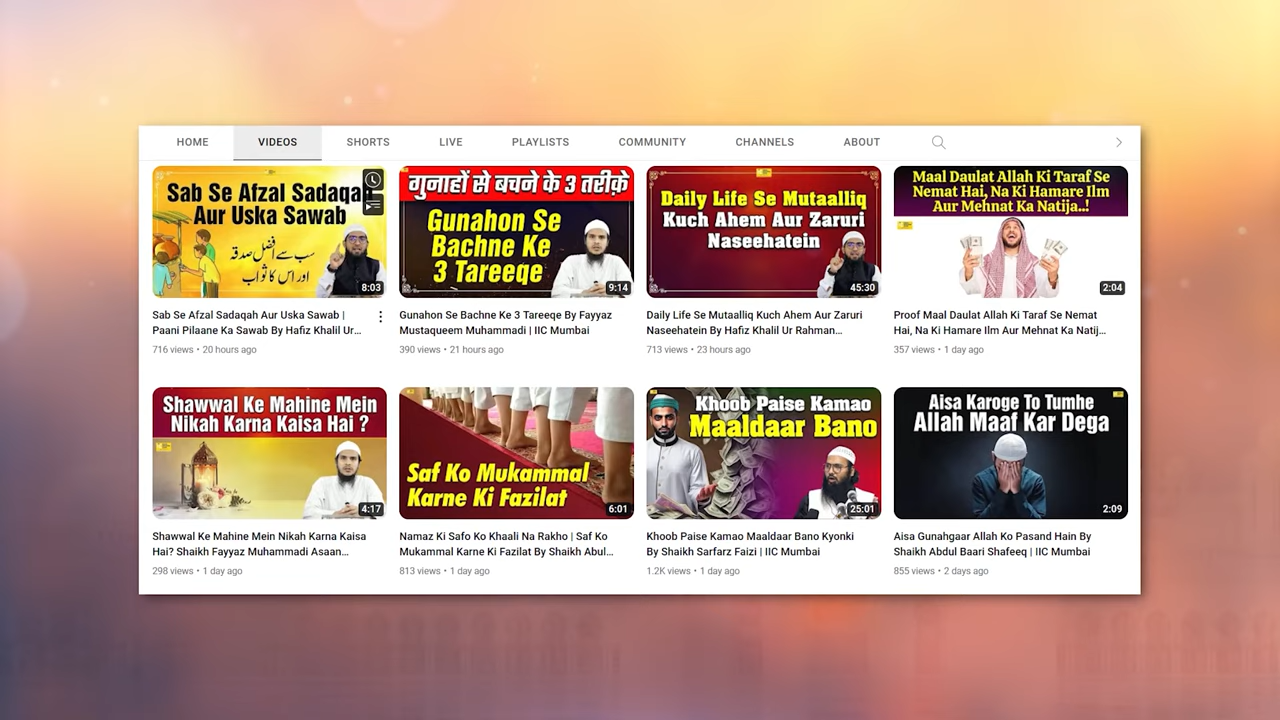 HOME
VIDEOS
SHORTS
LIVE
PLAYLISTS
COMMUNITY
CHANNELS
ABOUT
Sab Se Afzal Sadaqah
Aur Uska Sawab
سب سے افضل صدقہ
اور اس کا ثواب
8:03
गुनाहों से बचने के 3 तरीक़े
Gunahon Se
Bachne Ke
3 Tareeqe
9:14
Daily Life Se Mutaalliq
Kuch Ahem Aur Zaruri
Naseehatein
45:30
Maal Daulat Allah Ki Taraf Se
Nemat Hai, Na Ki Hamare Ilm
Aur Mehnat Ka Natija..!
2:04
Sab Se Afzal Sadaqah Aur Uska Sawab |
Paani Pilaane Ka Sawab By Hafiz Khalil Ur...
716 views • 20 hours ago
Gunahon Se Bachne Ke 3 Tareeqe By Fayyaz
Mustaqueem Muhammadi | IIC Mumbai
390 views • 21 hours ago
Daily Life Se Mutaalliq Kuch Ahem Aur Zaruri
Naseehatein By Hafiz Khalil Ur Rahman...
713 views • 23 hours ago
Proof Maal Daulat Allah Ki Taraf Se Nemat
Hai, Na Ki Hamare Ilm Aur Mehnat Ka Natij...
357 views • 1 day ago
Shawwal Ke Mahine Mein
Nikah Karna Kaisa Hai ?
4:17
Saf Ko Mukammal
Karne Ki Fazilat
6:01
Khoob Paise Kamao
Maaldaar Bano
25:01
Aisa Karoge To Tumhe
Allah Maaf Kar Dega
2:09
Shawwal Ke Mahine Mein Nikah Karna Kaisa
Hai? Shaikh Fayyaz Muhammadi Asaan...
298 views • 1 day ago
Namaz Ki Safo Ko Khaali Na Rakho | Saf Ko
Mukammal Karne Ki Fazilat By Shaikh Abul...
813 views • 1 day ago
Khoob Paise Kamao Maaldaar Bano Kyonki
By Shaikh Sarfarz Faizi | IIC Mumbai
1.2K views • 1 day ago
Aisa Gunahgaar Allah Ko Pasand Hain By
Shaikh Abdul Baari Shafeeq | IIC Mumbai
855 views • 2 days ago